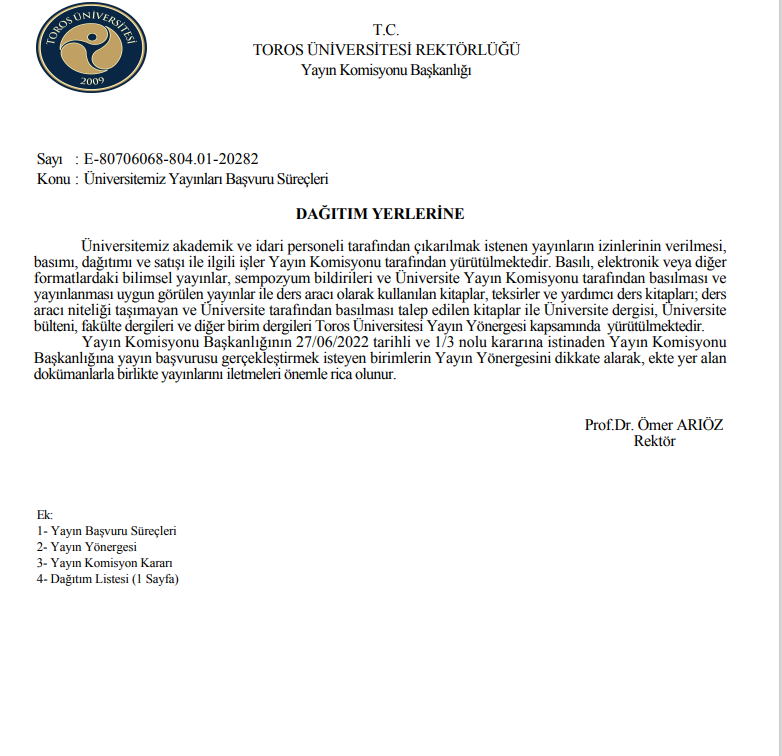 TOROS ÜNİVERSİTESİ
2009
T.C.
TOROS ÜNİVERSİTESİ REKTÖRLÜĞÜ
Yayın Komisyonu Başkanlığı
Sayı : E-80706068-804.01-20282
Konu : Üniversitemiz Yayınları Başvuru Süreçleri
DAĞITIM YERLERİNE
Üniversitemiz akademik ve idari personeli tarafından çıkarılmak istenen yayınların izinlerinin verilmesi,
basımı, dağıtımı ve satışı ile ilgili işler Yayın Komisyonu tarafından yürütülmektedir. Basılı, elektronik veya diğer
formatlardaki bilimsel yayınlar, sempozyum bildirileri ve Üniversite Yayın Komisyonu tarafından basılması ve
yayınlanması uygun görülen yayınlar ile ders aracı olarak kullanılan kitaplar, teksirler ve yardımcı ders kitapları; ders
aracı niteliği taşımayan ve Üniversite tarafından basılması talep edilen kitaplar ile Üniversite dergisi, Üniversite
bülteni, fakülte dergileri ve diğer birim dergileri Toros Üniversitesi Yayın Yönergesi kapsamında yürütülmektedir.
Yayın Komisyonu Başkanlığının 27/06/2022 tarihli ve 1/3 nolu kararına istinaden Yayın Komisyonu
Başkanlığına yayın başvurusu gerçekleştirmek isteyen birimlerin Yayın Yönergesini dikkate alarak, ekte yer alan
dokümanlarla birlikte yayınlarını iletmeleri önemle rica olunur.
Prof.Dr. Ömer ARIÖZ
Rektör
Ek:
1- Yayın Başvuru Süreçleri
2- Yayın Yönergesi
3- Yayın Komisyon Kararı
4- Dağıtım Listesi (1 Sayfa)